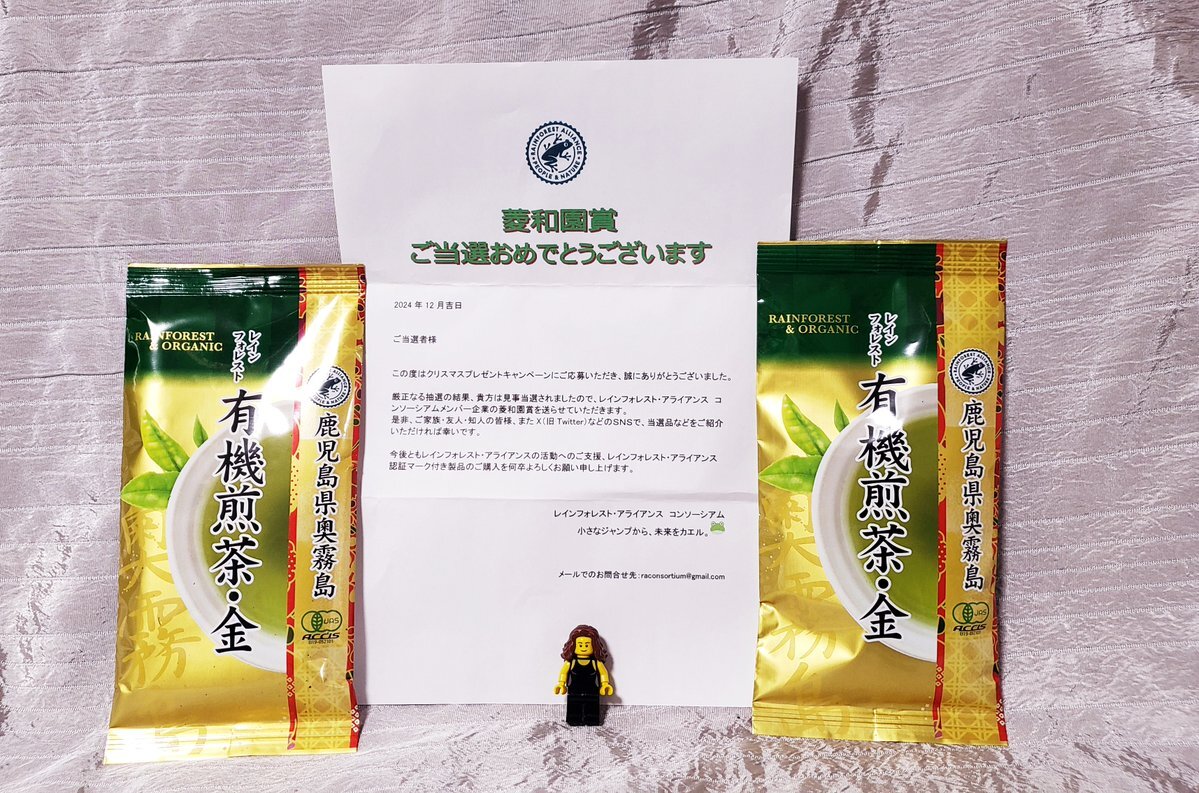 RAINFOREST ALLIANCE
PEOPLE & NATURE
菱和園賞
ご当選おめでとうございます
2024 年 12 月吉日
ご当選者様
この度はクリスマスプレゼントキャンペーンにご応募いただき、誠にありがとうございました。
厳正なる抽選の結果、貴方は見事当選されましたので、レインフォレスト・アライアンス コ
ンソーシアムメンバー企業の菱和園賞を送らせていただきます。
是非、ご家族・友人・知人の皆様、また X(旧 Twitter)などのSNSで、当選品などをご紹介
いただければ幸いです。
今後ともレインフォレスト・アライアンスの活動へのご支援、レインフォレスト・アライアンス
認証マーク付き製品のご購入を何卒よろしくお願い申し上げます。
レインフォレスト・アライアンス コンソーシアム
小さなジャンプから、未来をカエル。
メールでのお問合せ先:raconsortium@gmail.com
RAINFOREST
& ORGANIC
レイン
フォレスト
有機煎茶・金
鹿児島県奥霧島
JAS
ACCIS
奥霧
RAINFOREST
& ORGANIC
レイン
フォレスト
有機煎茶・金
鹿児島県奥霧島
JAS
ACCIS
奥霧島